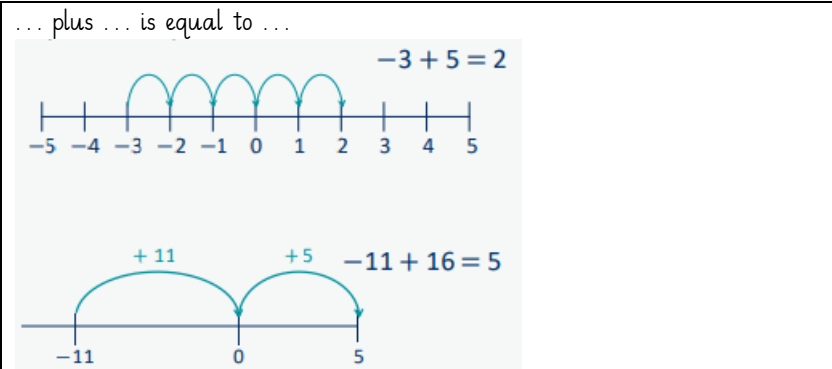 ... plus ... is equal to ...
−3 + 5 = 2
−5 −4 −3 −2 −1 0 1 2 3 4 5
+ 11 + 5 −11 + 16 = 5
−11 0 5